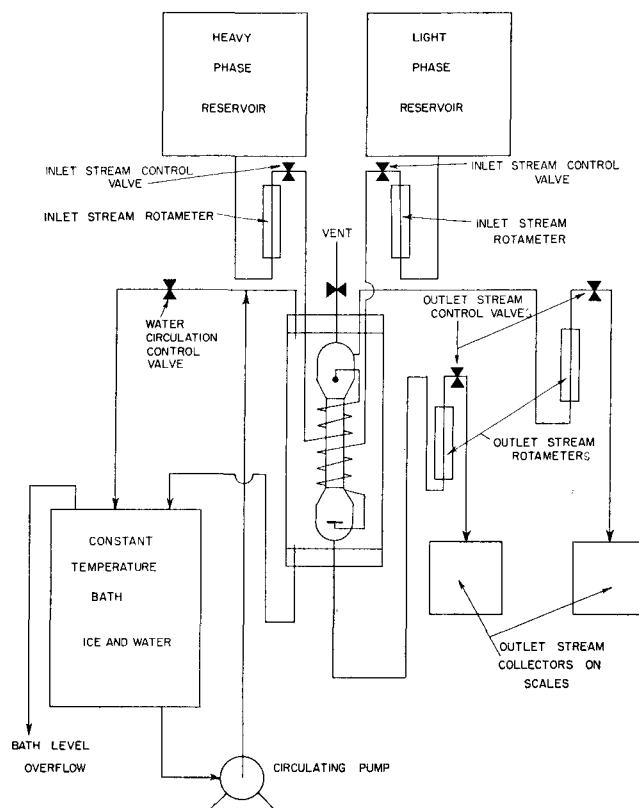 HEAVY
PHASE
RESERVOIR
LIGHT
PHASE
RESERVOIR
INLET STREAM CONTROL
VALVE
INLET STREAM CONTROL
VALVE
INLET STREAM ROTAMETER
INLET STREAM
ROTAMETER
VENT
WATER
CIRCULATION
CONTROL
VALVE
OUTLET STREAM
CONTROL VALVES
OUTLET STREAM
ROTAMETERS
CONSTANT
TEMPERATURE
BATH
ICE AND WATER
OUTLET STREAM
COLLECTORS ON
SCALES
BATH LEVEL
OVERFLOW
CIRCULATING PUMP